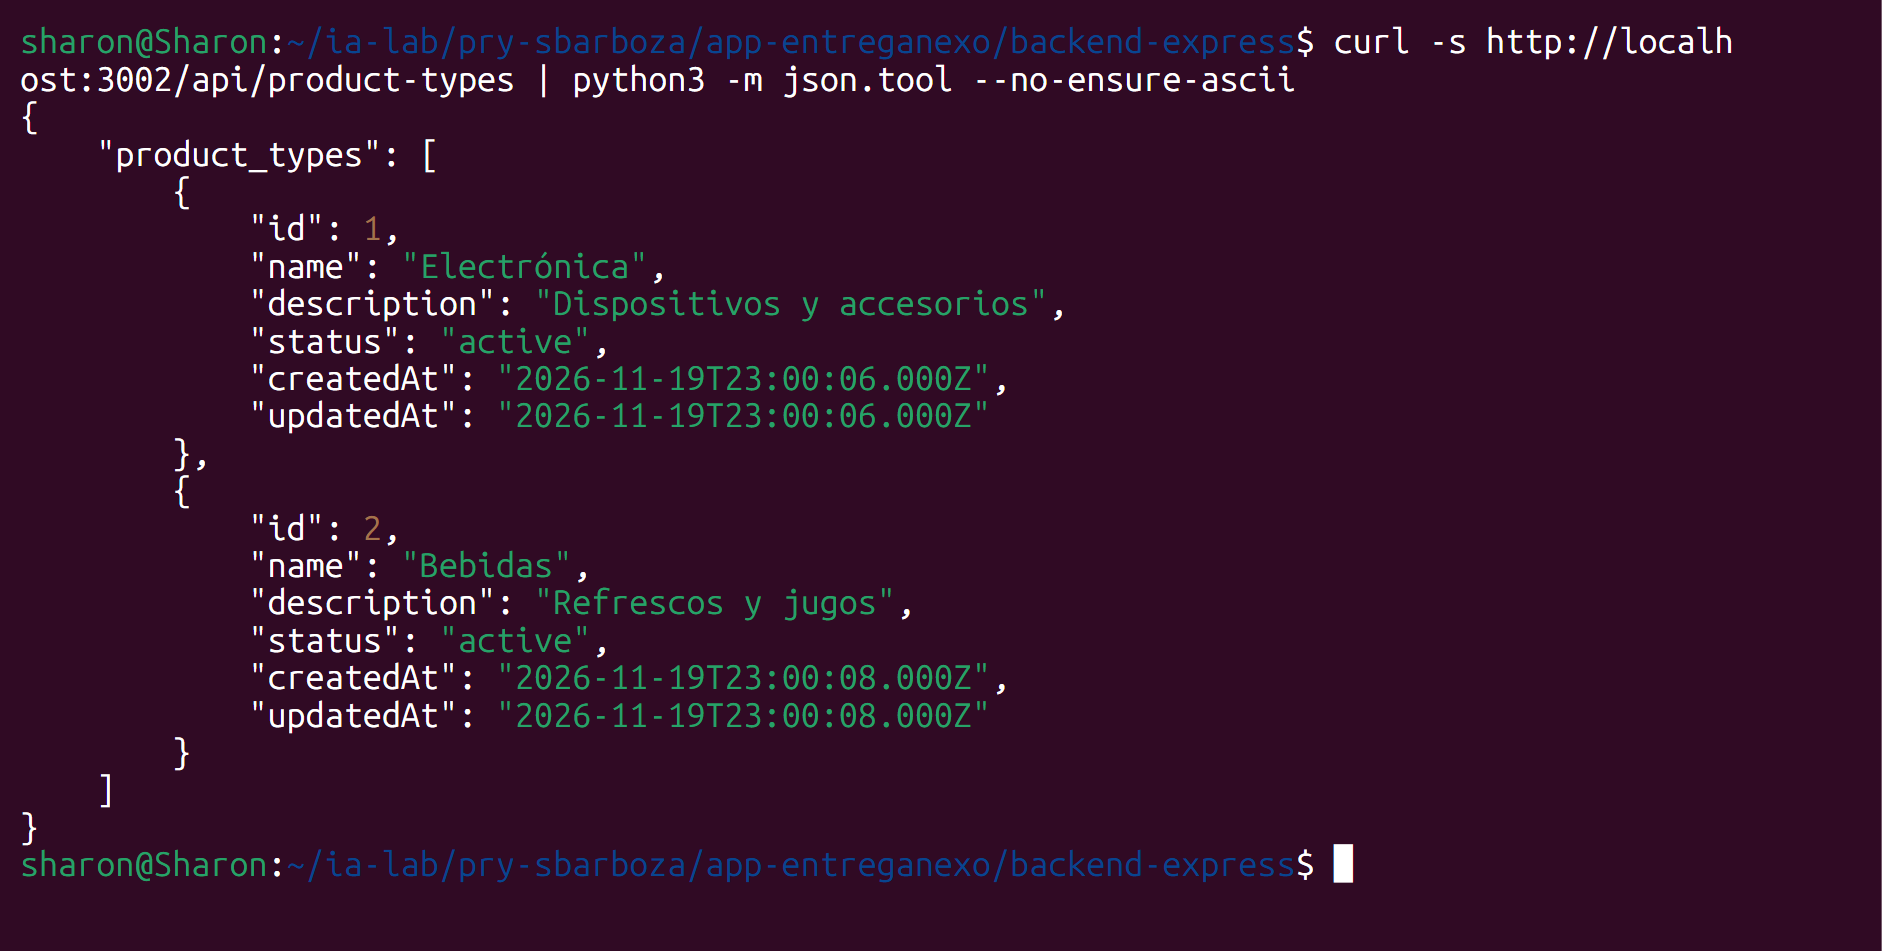 sharon@Sharon:~/ia-lab/pry-sbarboza/app-entreganexo/backend-express$ curl -s http://localh
ost:3002/api/product-types | python3 -m json.tool --no-ensure-ascii
{
    "product_types": [
        {
            "id": 1,
            "name": "Electrónica",
            "description": "Dispositivos y accesorios",
            "status": "active",
            "createdAt": "2026-11-19T23:00:06.000Z",
            "updatedAt": "2026-11-19T23:00:06.000Z"
        },
        {
            "id": 2,
            "name": "Bebidas",
            "description": "Refrescos y jugos",
            "status": "active",
            "createdAt": "2026-11-19T23:00:08.000Z",
            "updatedAt": "2026-11-19T23:00:08.000Z"
        }
    ]
}
sharon@Sharon:~/ia-lab/pry-sbarboza/app-entreganexo/backend-express$